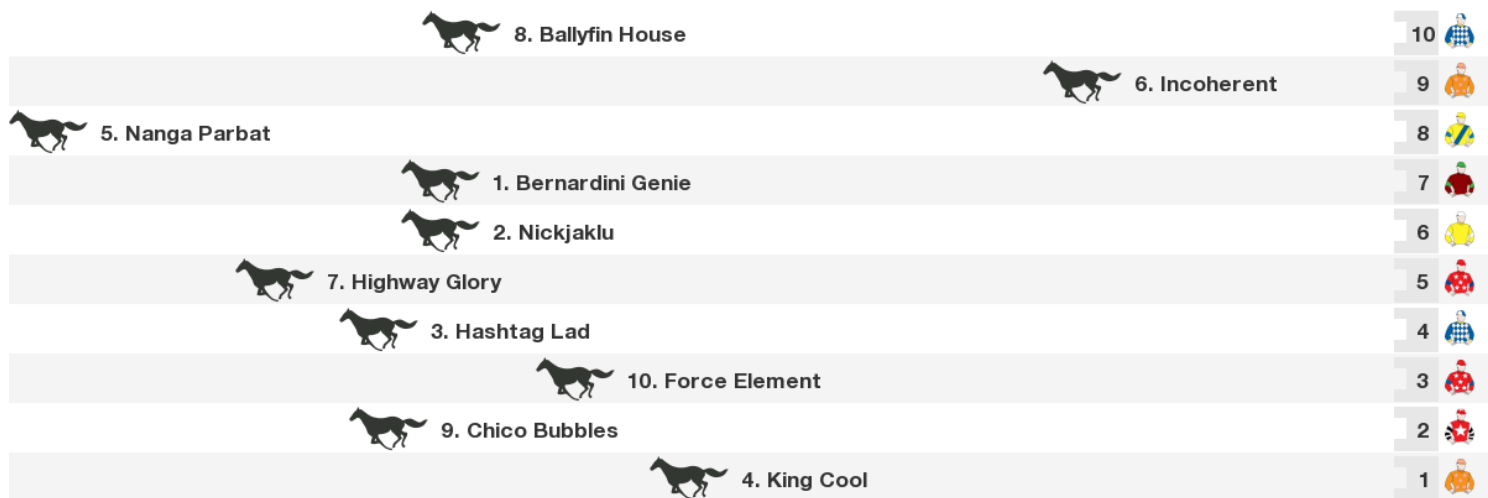 8. Ballyfin House 10
6. Incoherent 9
5. Nanga Parbat 8
1. Bernardini Genie 7
2. Nickjaklu 6
7. Highway Glory 5
3. Hashtag Lad 4
10. Force Element 3
9. Chico Bubbles 2
4. King Cool 1